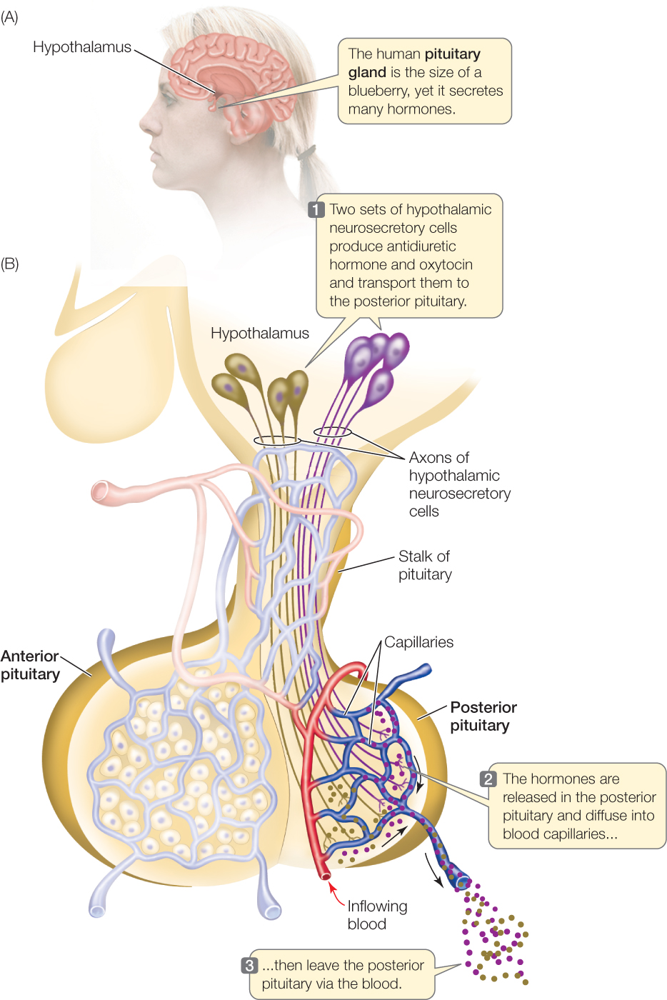 (A)
Hypothalamus
The human pituitary
gland is the size of a
blueberry, yet it secretes
many hormones.
1 Two sets of hypothalamic
neurosecretory cells
produce antidiuretic
hormone and oxytocin
and transport them to
the posterior pituitary.
(B)
Hypothalamus
Axons of
hypothalamic
neurosecretory
cells
Stalk of
pituitary
Capillaries
Anterior
pituitary
Posterior
pituitary
2 The hormones are
released in the posterior
pituitary and diffuse into
blood capillaries...
Inflowing
blood
3 ...then leave the posterior
pituitary via the blood.